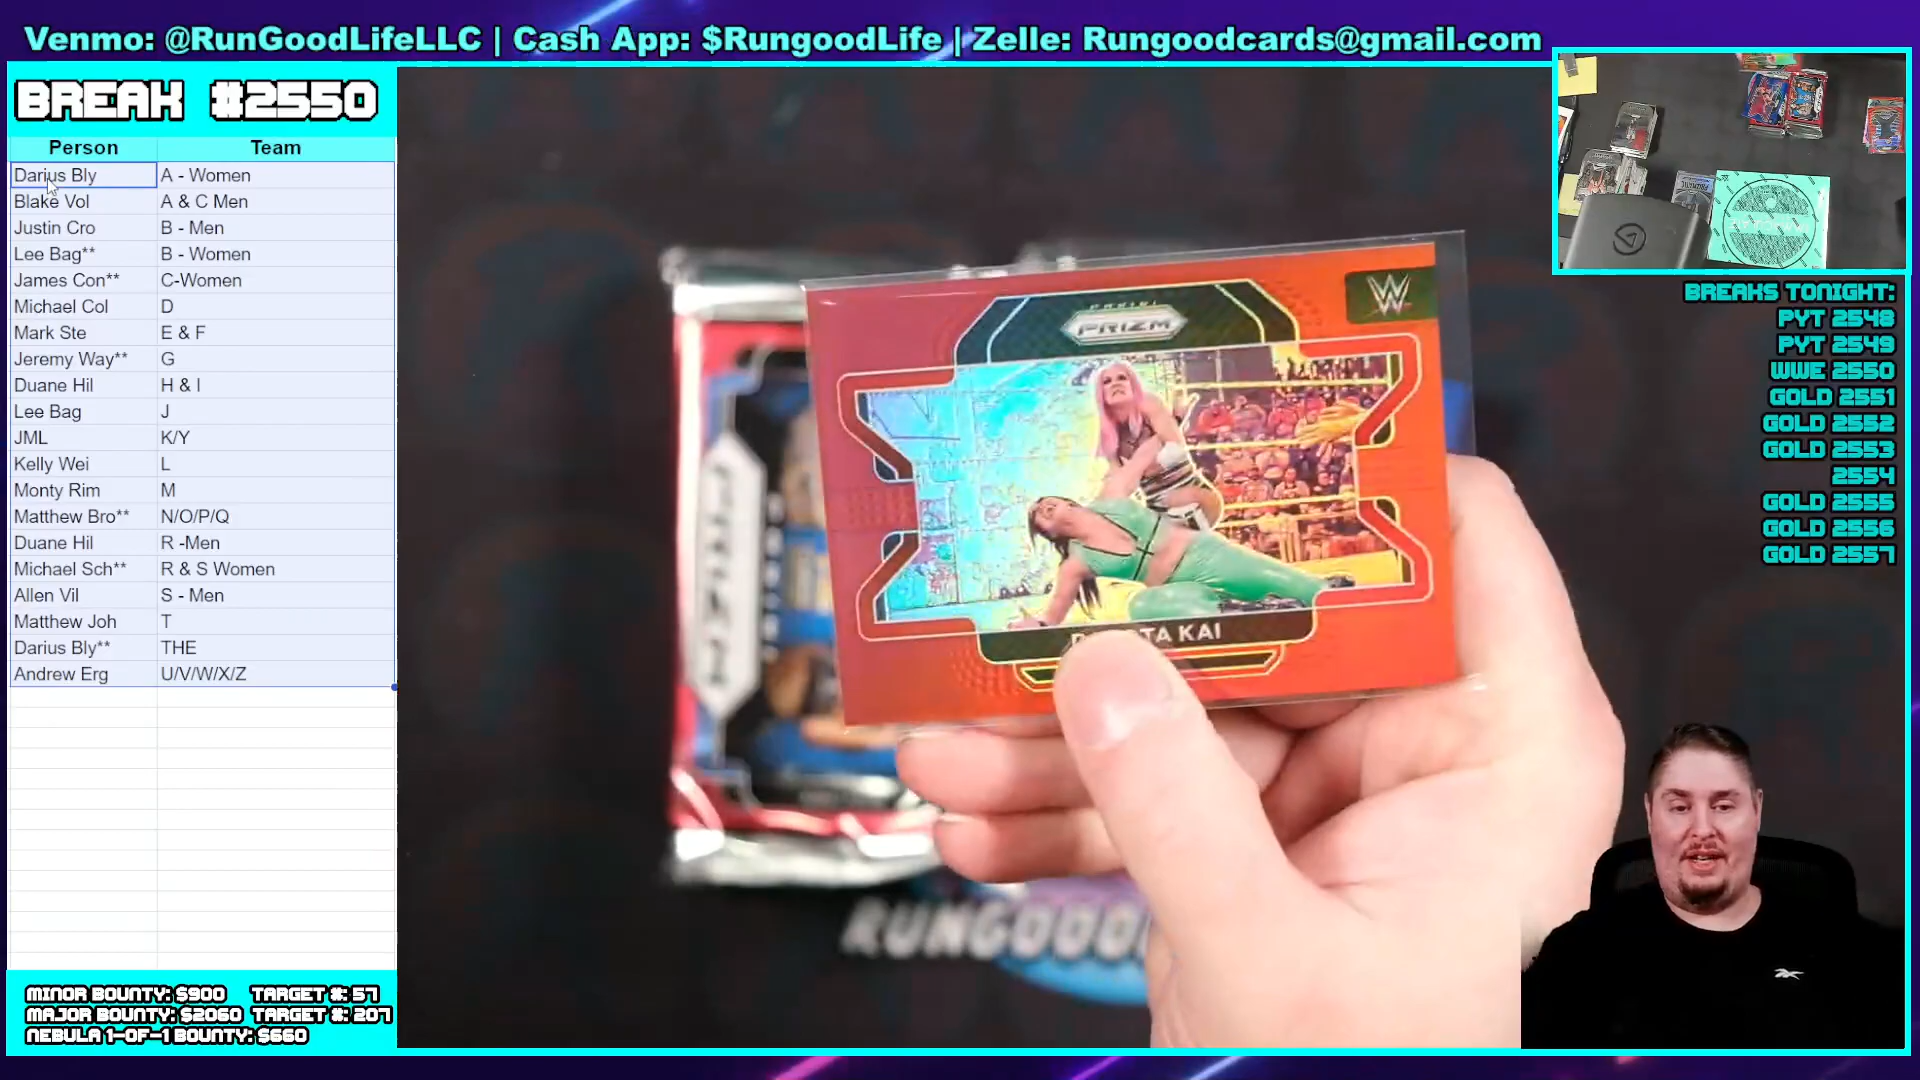 Venmo: @RunGoodLifeLLC | Cash App: $RungoodLife | Zelle: Rungoodcards@gmail.com
BREAK #2550
Person Team
Darius Bly A - Women
Blake Vol A & C Men
Justin Cro B - Men
Lee Bag** B - Women
James Con** C-Women
Michael Col D
Mark Ste E & F
Jeremy Way** G
Duane Hil H & I
Lee Bag J
JML K/Y
Kelly Wei L
Monty Rim M
Matthew Bro** N/O/P/Q
Duane Hil R -Men
Michael Sch** R & S Women
Allen Vil S - Men
Matthew Joh T
Darius Bly** THE
Andrew Erg U/V/W/X/Z
MINOR BOUNTY: $900 TARGET #: 57
MAJOR BOUNTY: $2060 TARGET #: 207
NEBULA 1-OF-1 BOUNTY: $660
PANINI
PRIZM
W
KAI
PRIZM
RUNGOOD
BREAKS TONIGHT:
PYT 2548
PYT 2549
WWE 2550
GOLD 2551
GOLD 2552
GOLD 2553
2554
GOLD 2555
GOLD 2556
GOLD 2557